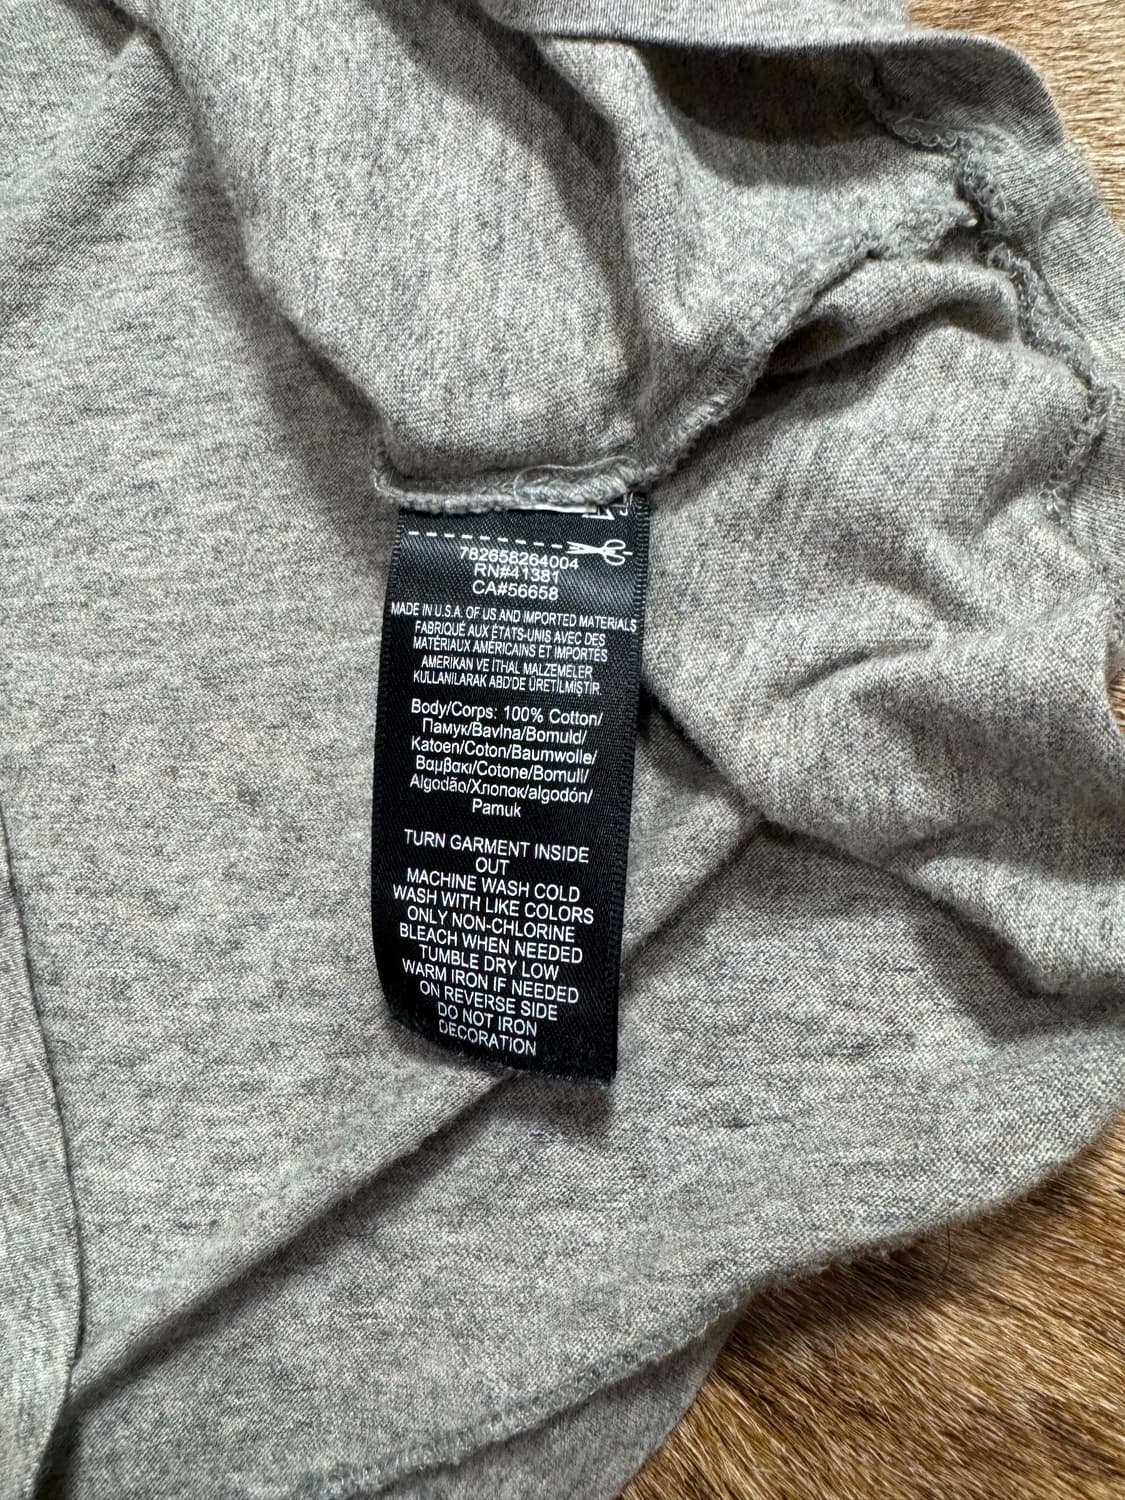 782658264004
RN#41381
CA#56658
MADE IN U.S.A. OF US AND IMPORTED MATERIALS
FABRIQUÉ AUX ÉTATS-UNIS AVEC DES
MATÉRIAUX AMÉRICAINS ET IMPORTÉS
AMERIKAN VE İTHAL MALZEMELER
KULLANILARAK ABD'DE ÜRETİLMİŞTİR.
Body/Corps: 100% Cotton/
Памук/Bavlna/Bomuld/
Katoen/Coton/Baumwolle/
Βαμβακι/Cotone/Bomull/
Algodão/Хлопок/algodón/
Pamuk
TURN GARMENT INSIDE
OUT
MACHINE WASH COLD
WASH WITH LIKE COLORS
ONLY NON-CHLORINE
BLEACH WHEN NEEDED
TUMBLE DRY LOW
WARM IRON IF NEEDED
ON REVERSE SIDE
DO NOT IRON
DECORATION